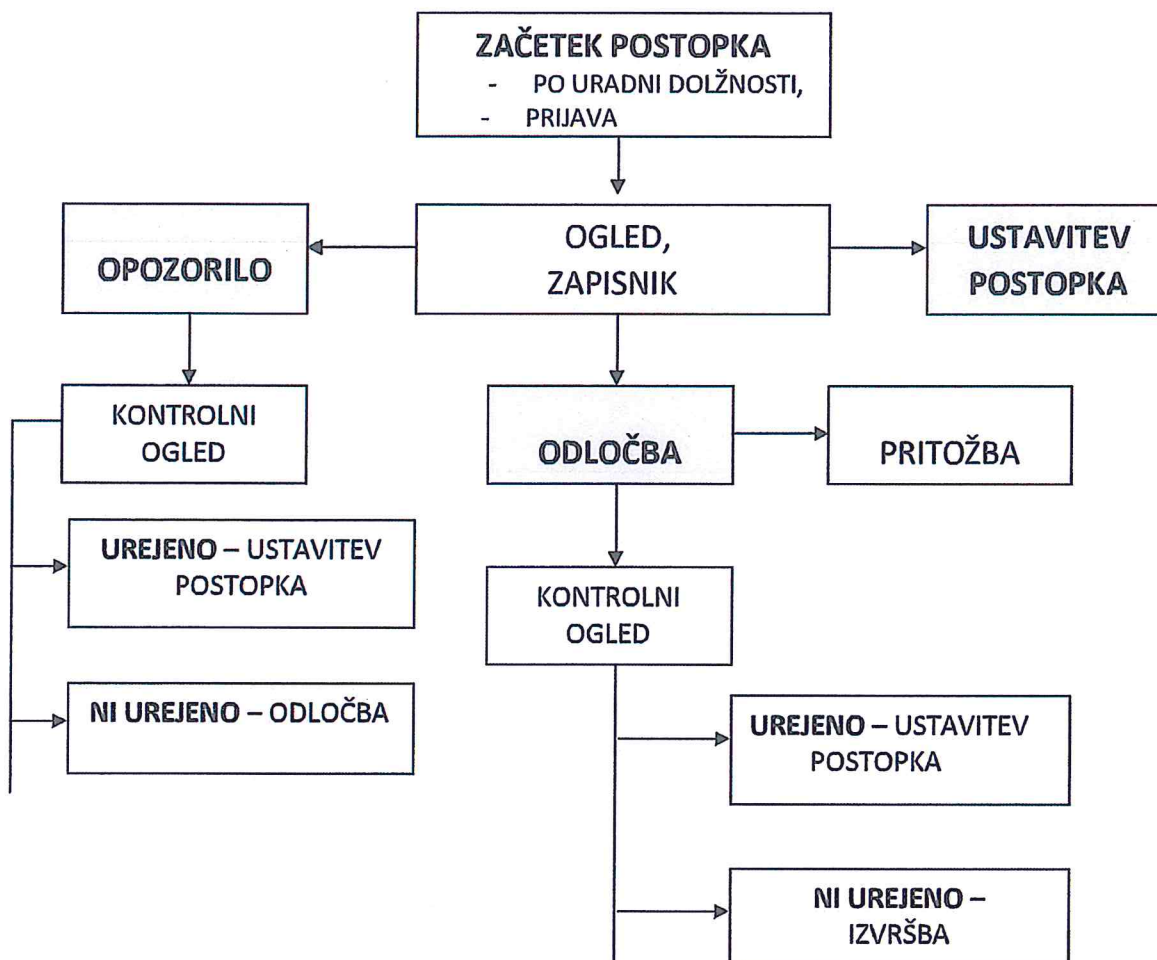 ZAČETEK POSTOPKA
- PO URADNI DOLŽNOSTI,
- PRIJAVA
OPOZORILO
OGLED,
ZAPISNIK
USTAVITEV
POSTOPKA
KONTROLNI
OGLED
ODLOČBA
PRITOŽBA
UREJENO – USTAVITEV
POSTOPKA
NI UREJENO – ODLOČBA
KONTROLNI
OGLED
UREJENO – USTAVITEV
POSTOPKA
NI UREJENO –
IZVRŠBA